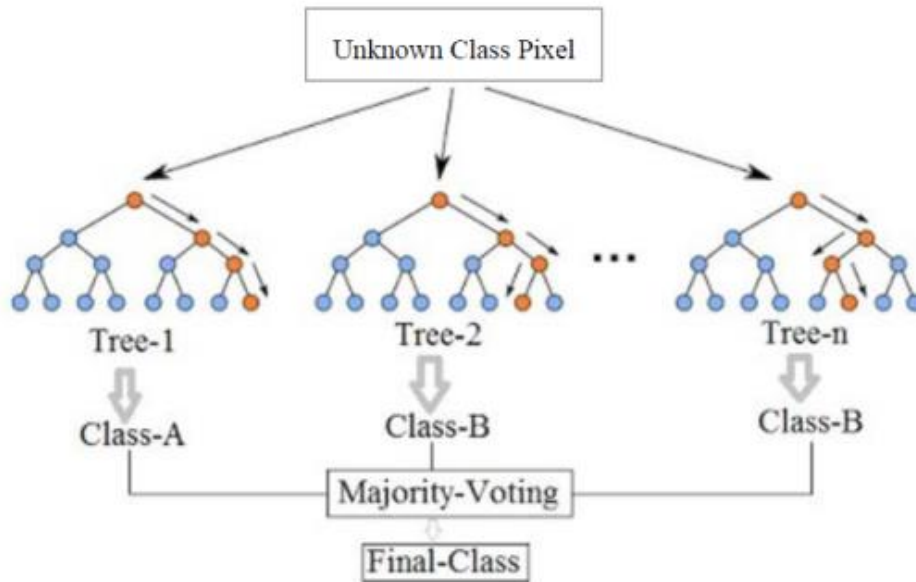 Unknown Class Pixel
...
Tree-1
Tree-2
Tree-n
Class-A
Class-B
Class-B
Majority-Voting
Final-Class